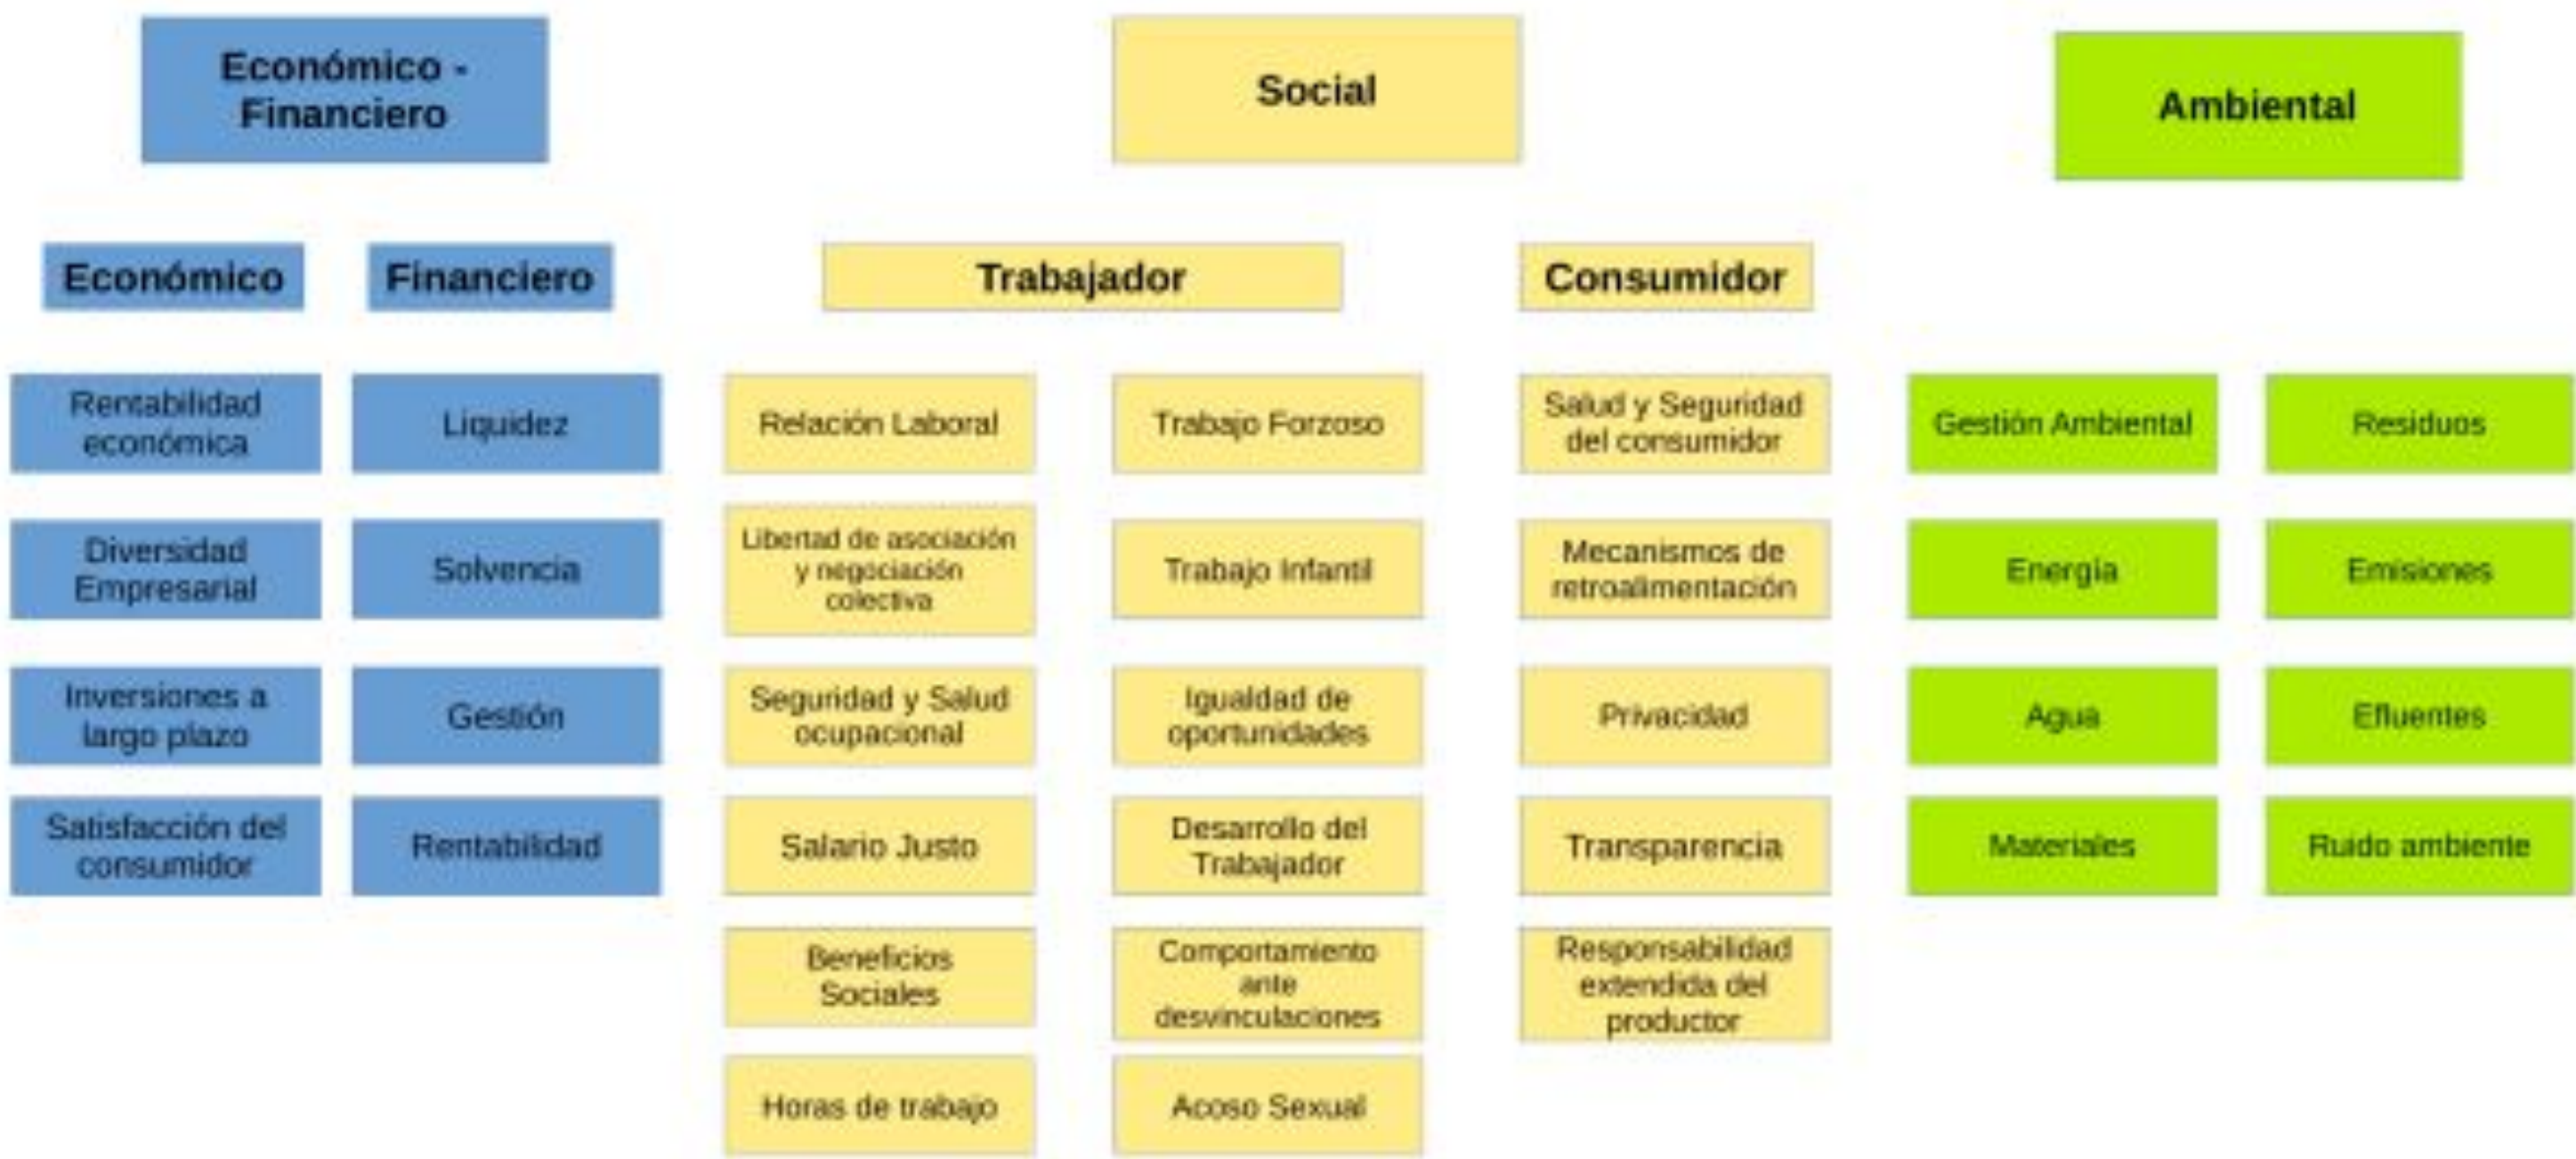 Económico -
Financiero
Social
Ambiental
Económico
Financiero
Trabajador
Consumidor
Rentabilidad
económica
Liquidez
Relación Laboral
Trabajo Forzoso
Salud y Seguridad
del consumidor
Gestión Ambiental
Residuos
Diversidad
Empresarial
Solvencia
Libertad de asociación
y negociación
colectiva
Trabajo Infantil
Mecanismos de
retroalimentación
Energía
Emisiones
Inversiones a
largo plazo
Gestión
Seguridad y Salud
ocupacional
Igualdad de
oportunidades
Privacidad
Agua
Efluentes
Satisfacción del
consumidor
Rentabilidad
Salario Justo
Desarrollo del
Trabajador
Transparencia
Materiales
Ruido ambiente
Beneficios
Sociales
Comportamiento
ante
desvinculaciones
Responsabilidad
extendida del
productor
Horas de trabajo
Acoso Sexual